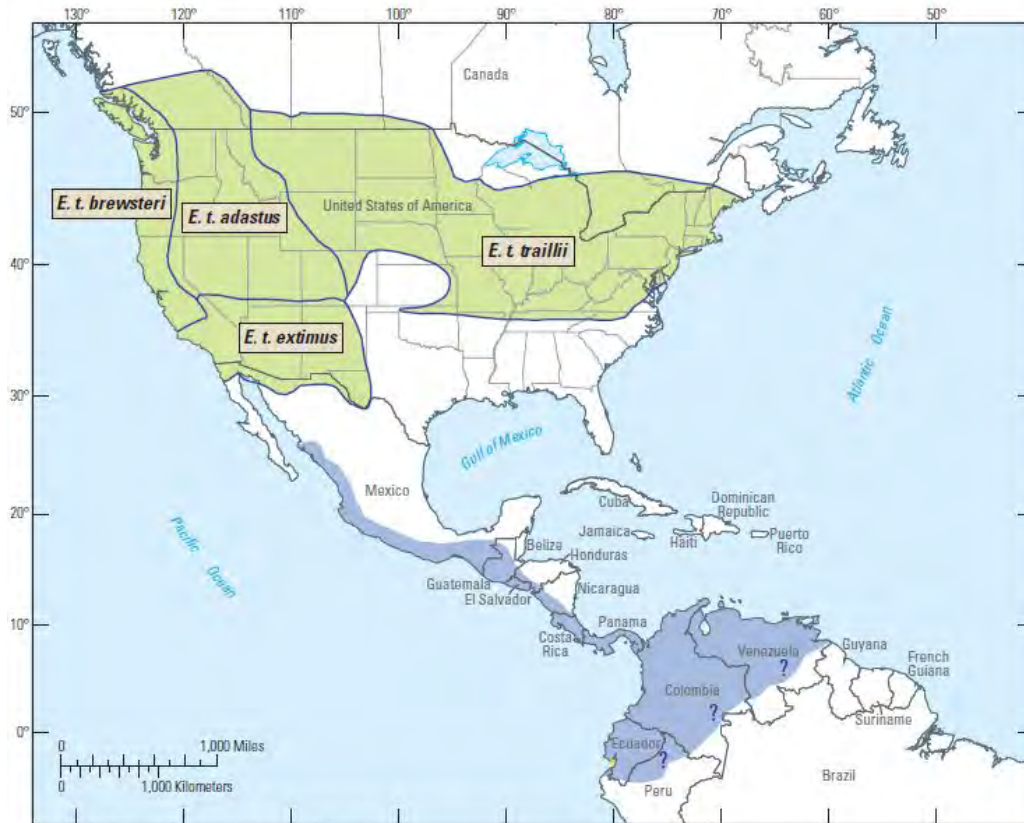 130° 120° 110° 100° 90° 80° 70° 60° 50°
Canada
50°
E. t. brewsteri
E. t. adastus
United States of America
E. t. traillii
40°
E. t. extimus
Atlantic Ocean
30°
Gulf of Mexico
Mexico
Cuba
Dominican
Republic
20°
Pacific Ocean
Jamaica
Haiti
Puerto
Rico
Belize
Honduras
Guatemala
El Salvador
Nicaragua
10°
Costa
Rica
Panama
Venezuela
?
Guyana
French
Guiana
Colombia
?
Suriname
0°
Ecuador
?
0 1,000 Miles
0 1,000 Kilometers
Peru
Brazil